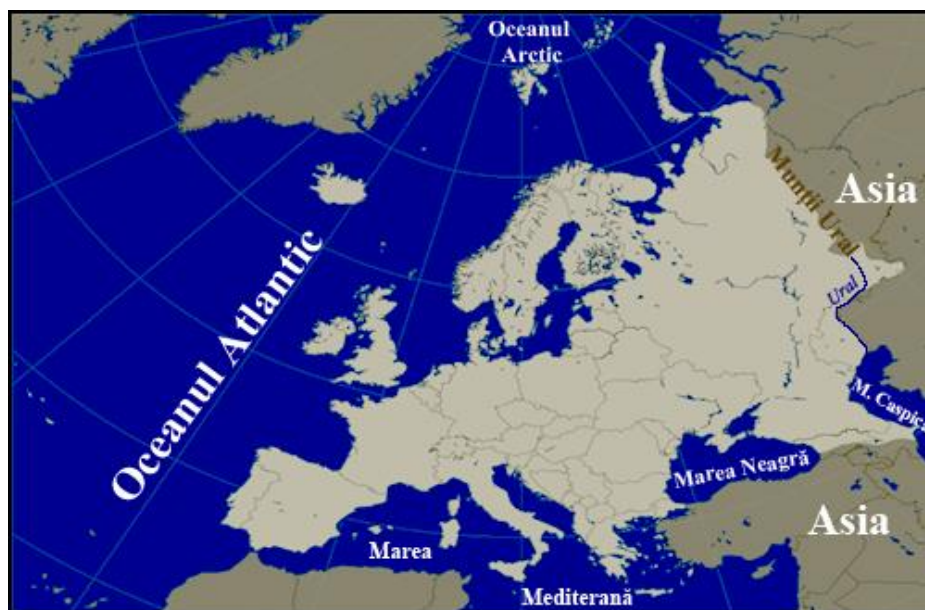 Oceanul
Arctic
Munții Ural
Asia
Oceanul Atlantic
Ural
M. Caspică
Marea Neagră
Asia
Marea
Mediterană